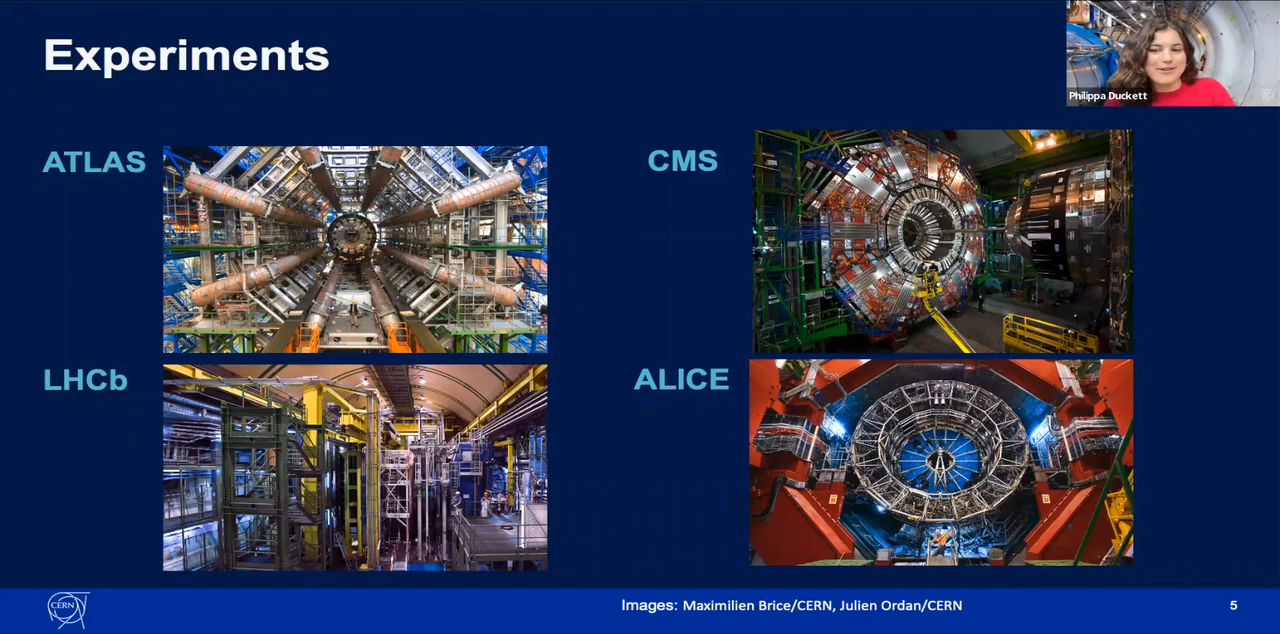 Experiments
Philippa Duckett
ATLAS
CMS
LHCb
ALICE
CERN
Images: Maximilien Brice/CERN, Julien Ordan/CERN
5